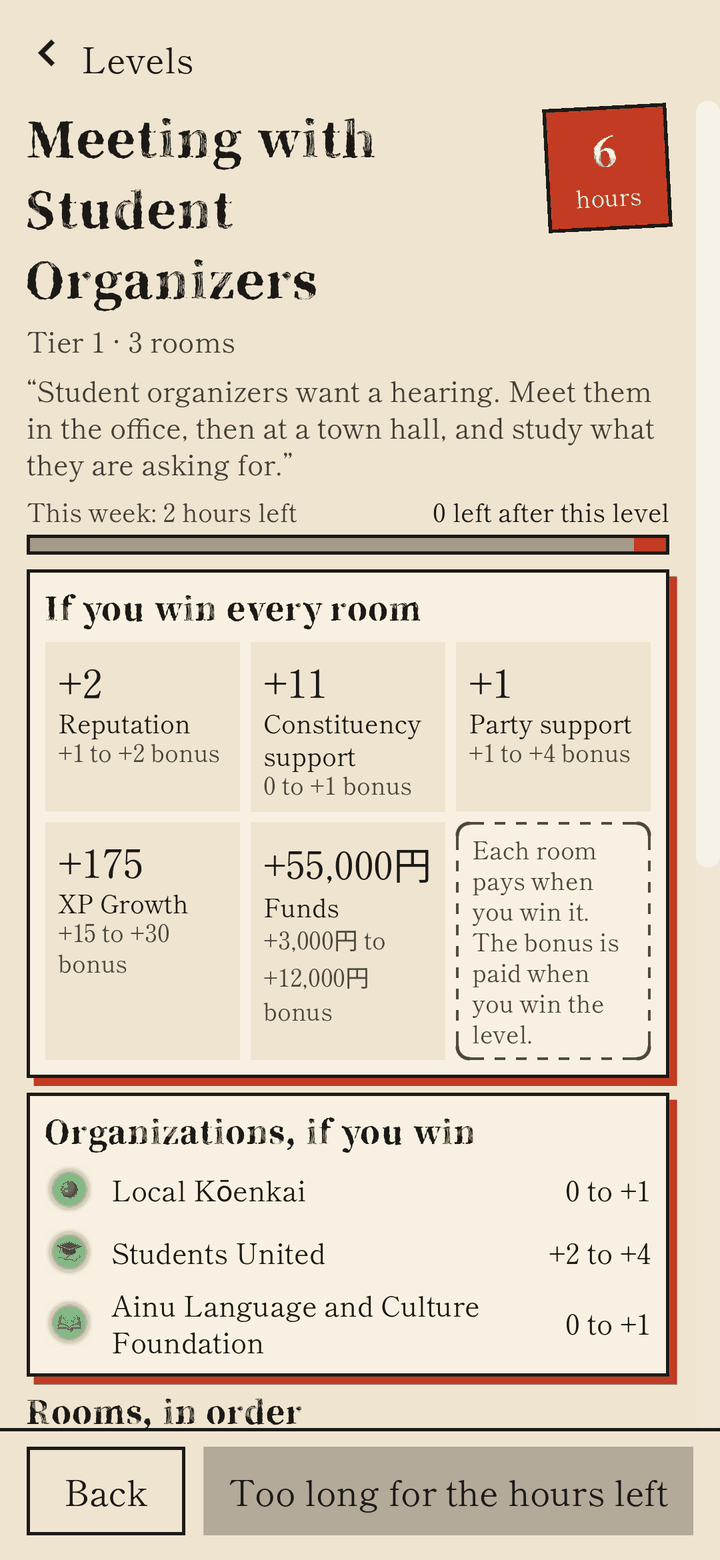 Levels
Meeting with
Student
Organizers
6
hours
Tier 1 · 3 rooms
“Student organizers want a hearing. Meet them
in the office, then at a town hall, and study what
they are asking for.”
This week: 2 hours left
0 left after this level
If you win every room
+2
Reputation
+1 to +2 bonus
+11
Constituency
support
0 to +1 bonus
+1
Party support
+1 to +4 bonus
+175
XP Growth
+15 to +30
bonus
+55,000円
Funds
+3,000円 to
+12,000円
bonus
Each room
pays when
you win it.
The bonus is
paid when
you win the
level.
Organizations, if you win
Local Kōenkai
0 to +1
Students United
+2 to +4
Ainu Language and Culture
Foundation
0 to +1
Rooms, in order
Back
Too long for the hours left